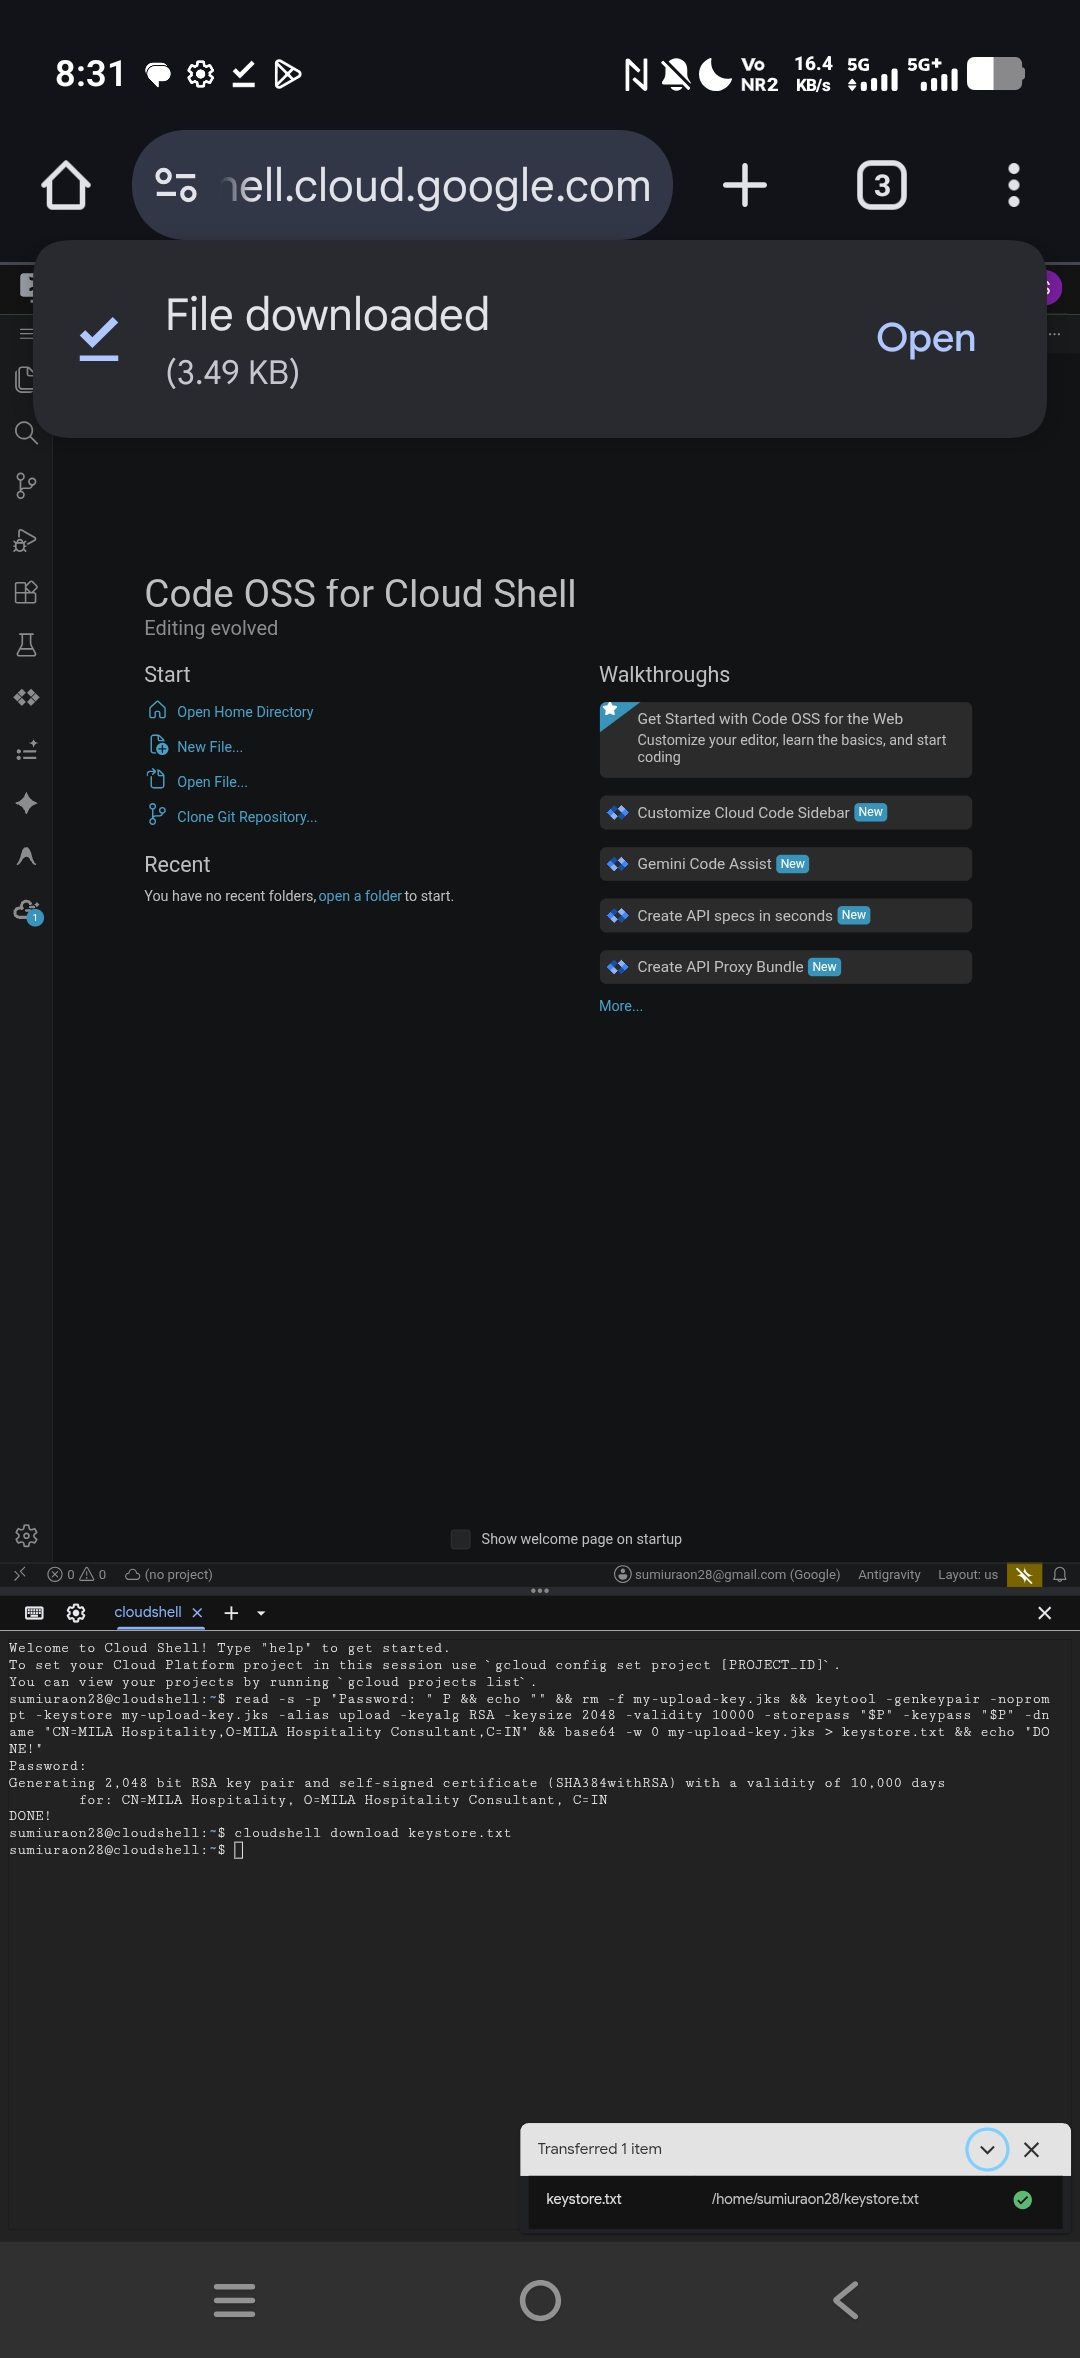 8:31
Vo NR2
16.4 KB/s
5G
5G+
ell.cloud.google.com
3
File downloaded
(3.49 KB)
Open
Code OSS for Cloud Shell
Editing evolved
Start
Open Home Directory
New File...
Open File...
Clone Git Repository...
Recent
You have no recent folders, open a folder to start.
Walkthroughs
Get Started with Code OSS for the Web
Customize your editor, learn the basics, and start
coding
Customize Cloud Code Sidebar New
Gemini Code Assist New
Create API specs in seconds New
Create API Proxy Bundle New
More...
1
Show welcome page on startup
0 0 (no project) sumiuraon28@gmail.com (Google) Antigravity Layout: us
cloudshell
Welcome to Cloud Shell! Type "help" to get started.
To set your Cloud Platform project in this session use `gcloud config set project [PROJECT_ID]`.
You can view your projects by running `gcloud projects list`.
sumiuraon28@cloudshell:~$ read -s -p "Password: " P && echo "" && rm -f my-upload-key.jks && keytool -genkeypair -noprom
pt -keystore my-upload-key.jks -alias upload -keyalg RSA -keysize 2048 -validity 10000 -storepass "$P" -keypass "$P" -dn
ame "CN=MILA Hospitality,O=MILA Hospitality Consultant,C=IN" && base64 -w 0 my-upload-key.jks > keystore.txt && echo "DO
NE!"
Password:
Generating 2,048 bit RSA key pair and self-signed certificate (SHA384withRSA) with a validity of 10,000 days
for: CN=MILA Hospitality, O=MILA Hospitality Consultant, C=IN
DONE!
sumiuraon28@cloudshell:~$ cloudshell download keystore.txt
sumiuraon28@cloudshell:~$
Transferred 1 item
keystore.txt /home/sumiuraon28/keystore.txt